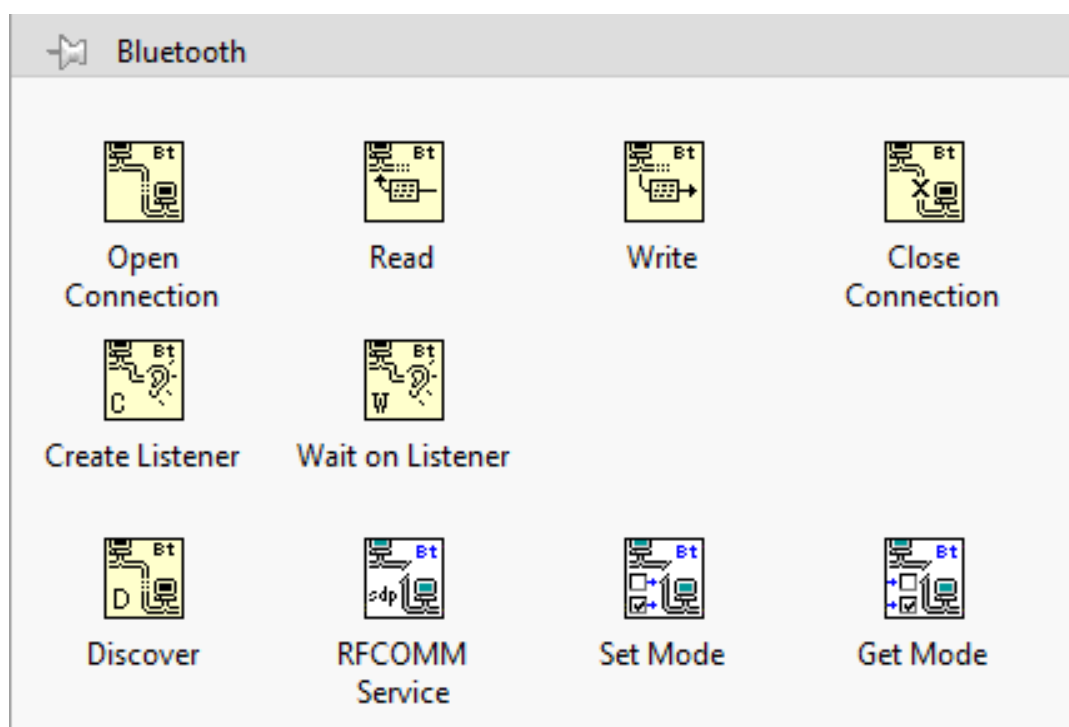 Bluetooth
Bt
Bt
Bt
Bt
Open
Connection
Read
Write
Close
Connection
Bt
C
Bt
W
Create Listener
Wait on Listener
Bt
D
Bt
sdp
Bt
Bt
Discover
RFCOMM
Service
Set Mode
Get Mode